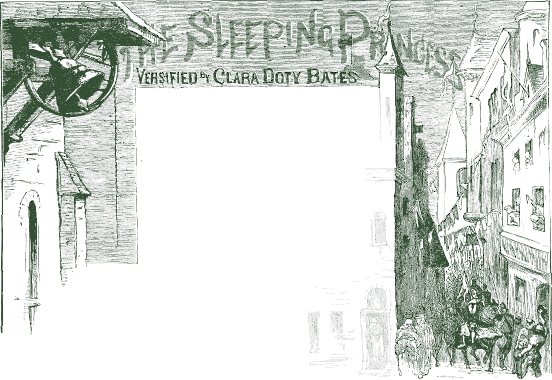 THE SLEEPING PRINCESS
VERSIFIED BY CLARA DOTY BATES